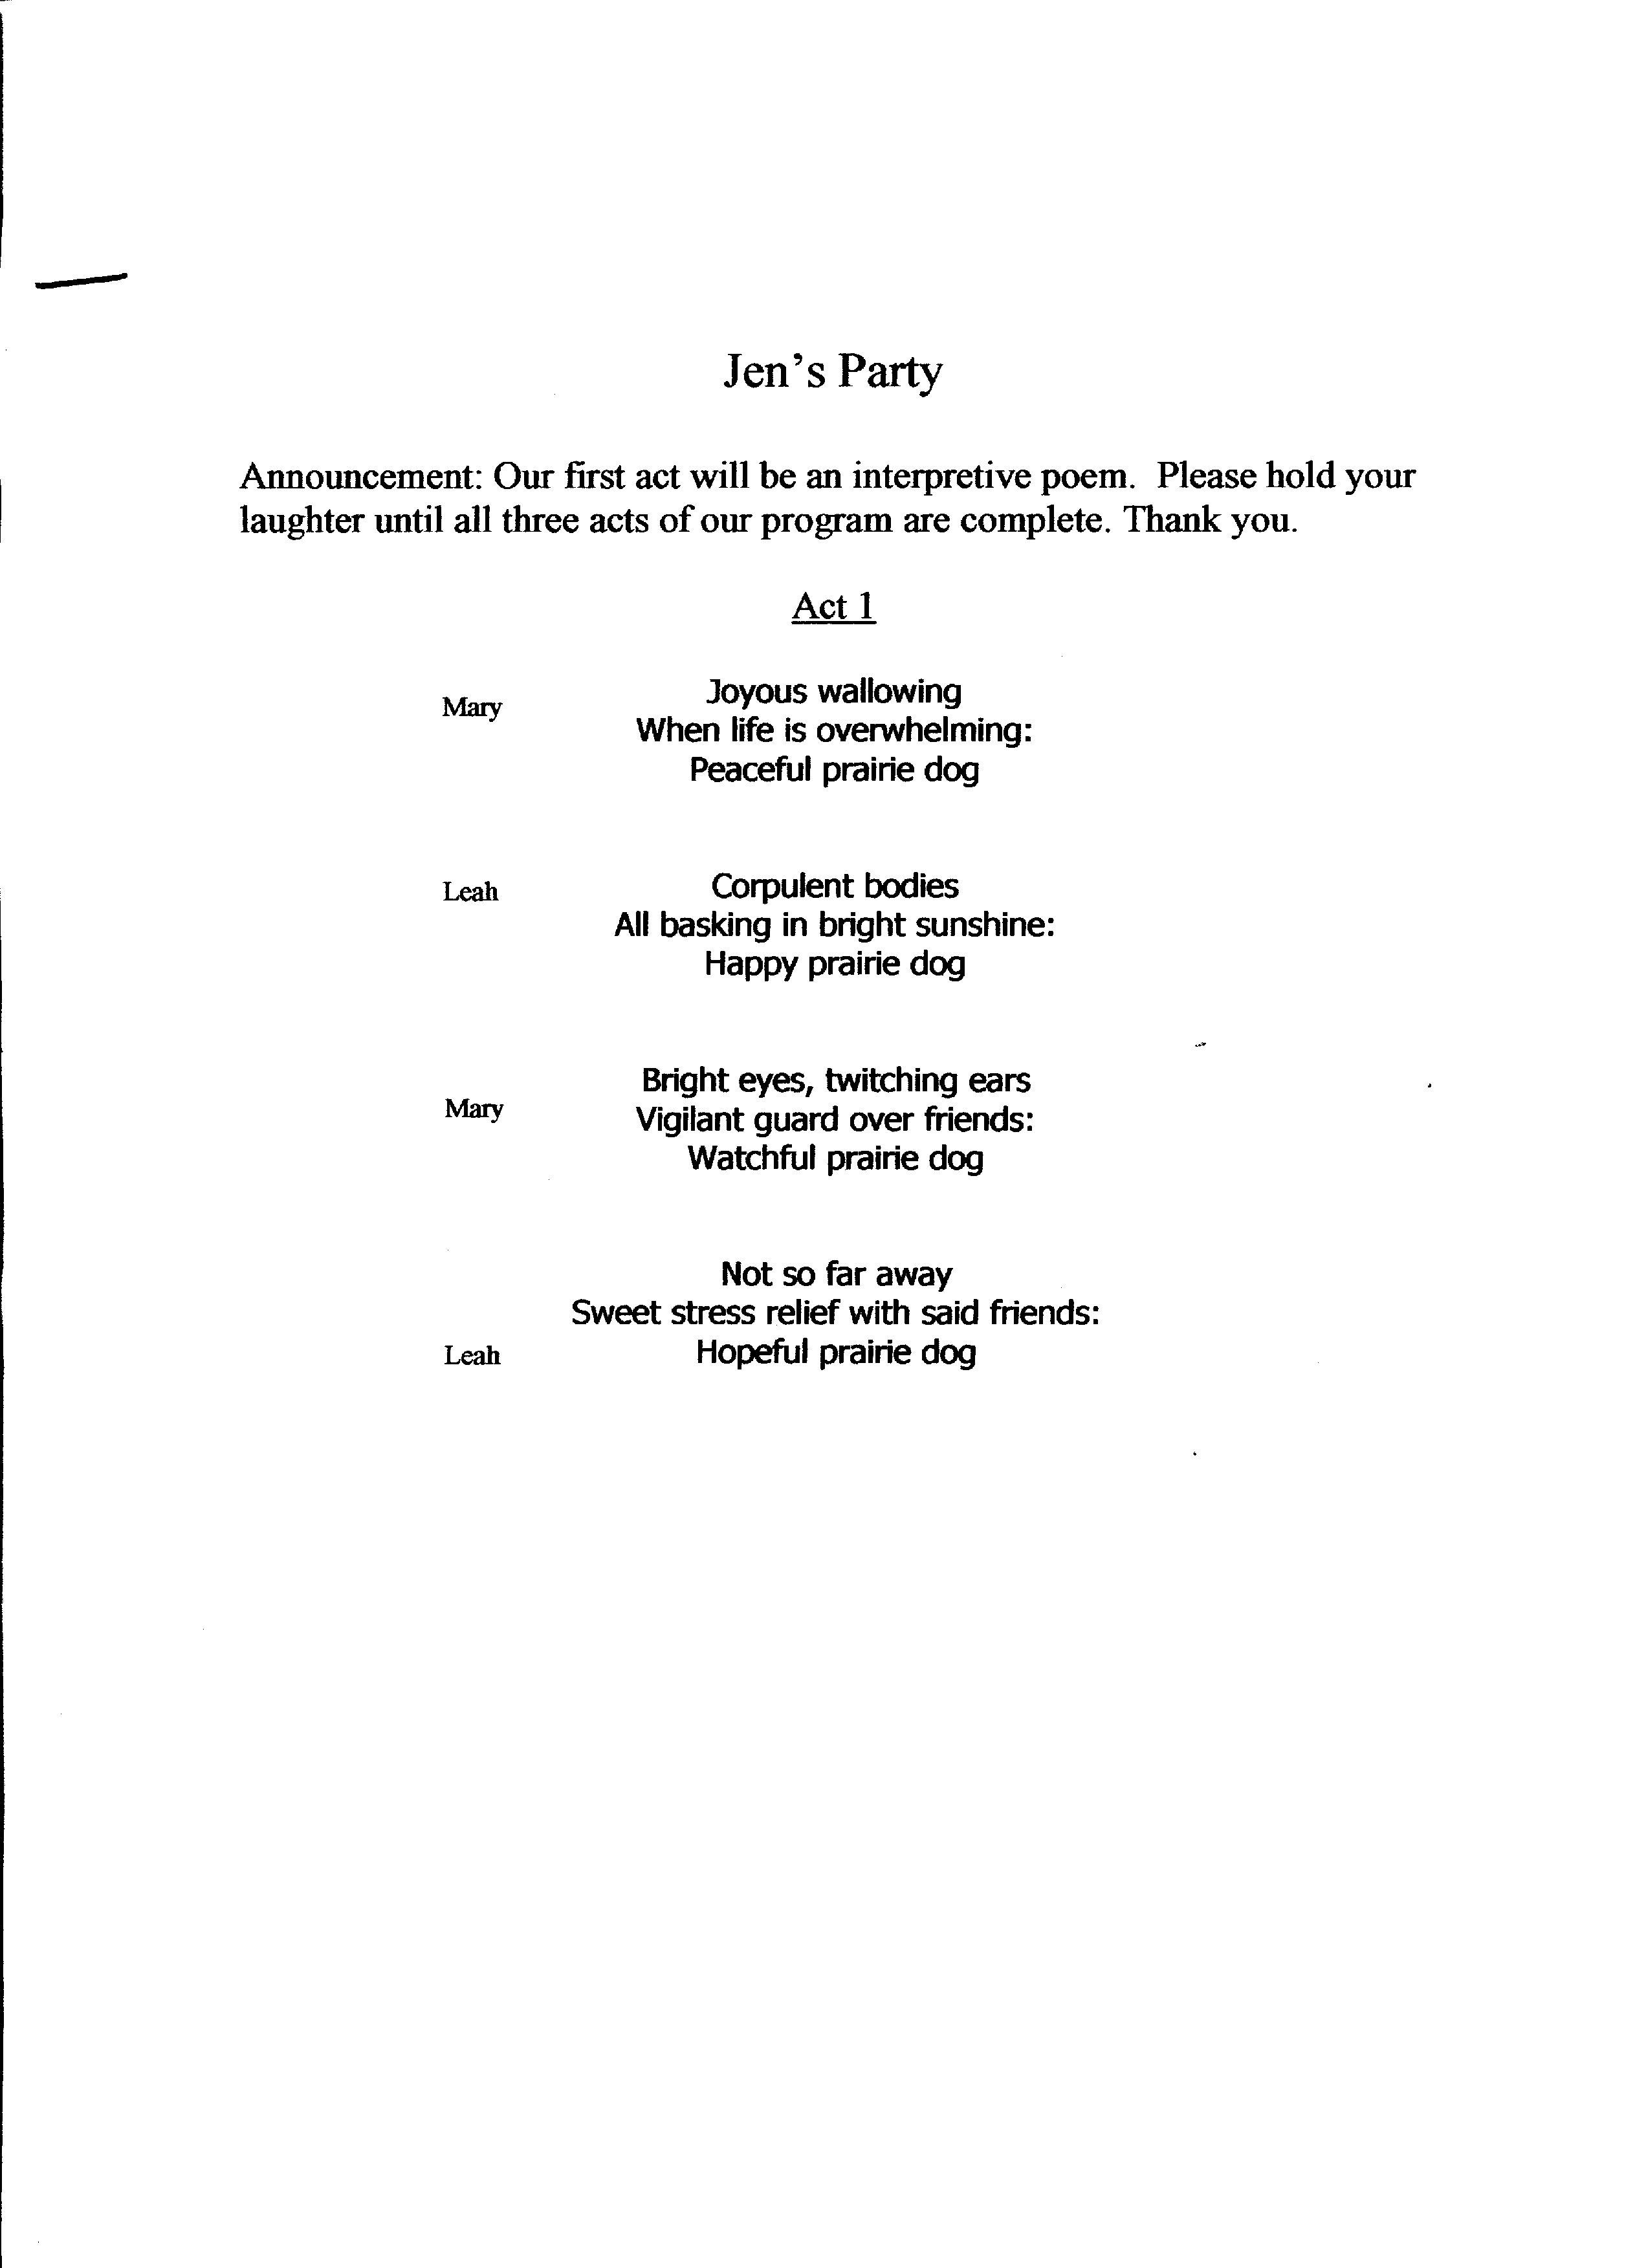 Jen's Party
Announcement: Our first act will be an interpretive poem. Please hold your
laughter until all three acts of our program are complete. Thank you.
Act 1
Mary
Joyous wallowing
When life is overwhelming:
Peaceful prairie dog
Leah
Corpulent bodies
All basking in bright sunshine:
Happy prairie dog
Mary
Bright eyes, twitching ears
Vigilant guard over friends:
Watchful prairie dog
Not so far away
Sweet stress relief with said friends:
Leah
Hopeful prairie dog